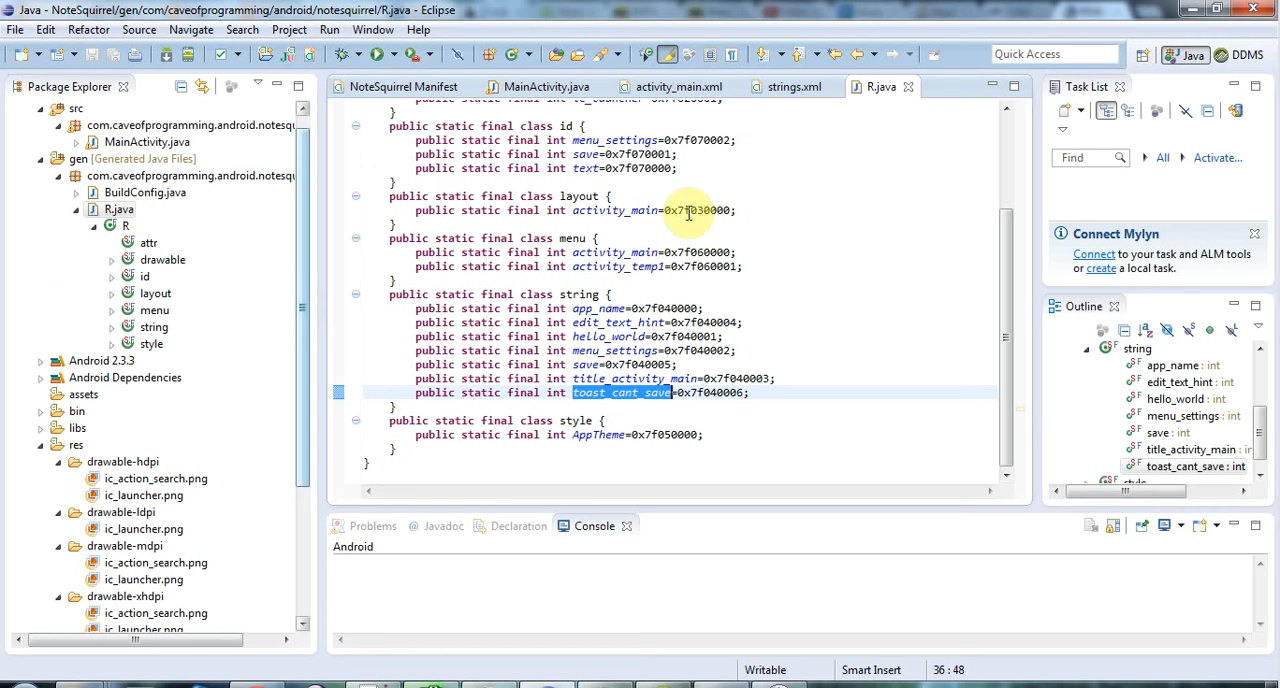 Java - NoteSquirrel/gen/com/caveofprogramming/android/notesquirrel/R.java - Eclipse
File Edit Refactor Source Navigate Search Project Run Window Help
Quick Access
Java
DDMS
Package Explorer
src
com.caveofprogramming.android.notesqu
MainActivity.java
gen [Generated Java Files]
com.caveofprogramming.android.notesqu
BuildConfig.java
R.java
R
attr
drawable
id
layout
menu
string
style
Android 2.3.3
Android Dependencies
assets
bin
libs
res
drawable-hdpi
ic_action_search.png
ic_launcher.png
drawable-ldpi
ic_launcher.png
drawable-mdpi
ic_action_search.png
ic_launcher.png
drawable-xhdpi
ic_action_search.png
ic_launcher.png
NoteSquirrel Manifest
MainActivity.java
activity_main.xml
strings.xml
R.java
}
public static final class id {
public static final int menu_settings=0x7f070002;
public static final int save=0x7f070001;
public static final int text=0x7f070000;
}
public static final class layout {
public static final int activity_main=0x7f030000;
}
public static final class menu {
public static final int activity_main=0x7f060000;
public static final int activity_temp1=0x7f060001;
}
public static final class string {
public static final int app_name=0x7f040000;
public static final int edit_text_hint=0x7f040004;
public static final int hello_world=0x7f040001;
public static final int menu_settings=0x7f040002;
public static final int save=0x7f040005;
public static final int title_activity_main=0x7f040003;
public static final int toast_cant_save=0x7f040006;
}
public static final class style {
public static final int AppTheme=0x7f050000;
}
}
Problems @ Javadoc Declaration Console
Android
Task List
Find
All
Activate...
Connect Mylyn
Connect to your task and ALM tools
or create a local task.
Outline
string
app_name : int
edit_text_hint : int
hello_world : int
menu_settings : int
save : int
title_activity_main : in
toast_cant_save : int
Writable
Smart Insert
36 : 48